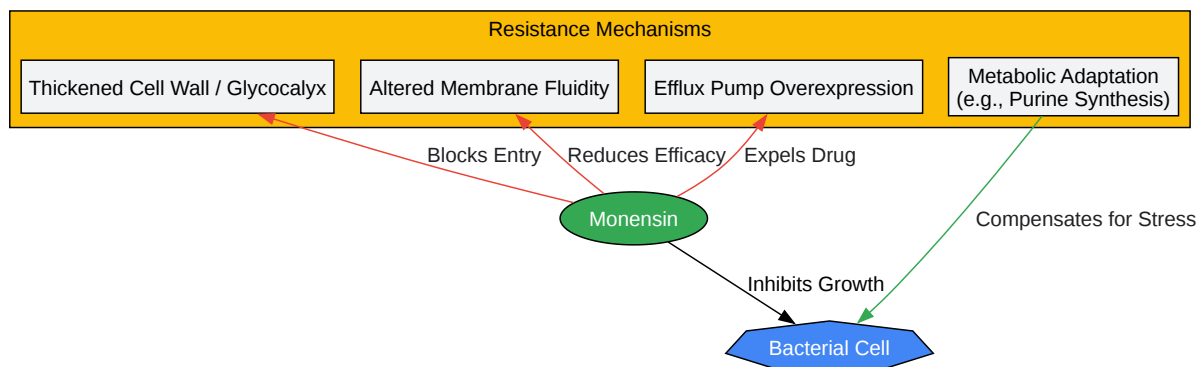 Resistance Mechanisms
Thickened Cell Wall / Glycocalyx
Altered Membrane Fluidity
Efflux Pump Overexpression
Metabolic Adaptation
(e.g., Purine Synthesis)
Blocks Entry
Reduces Efficacy
Expels Drug
Monensin
Compensates for Stress
Inhibits Growth
Bacterial Cell